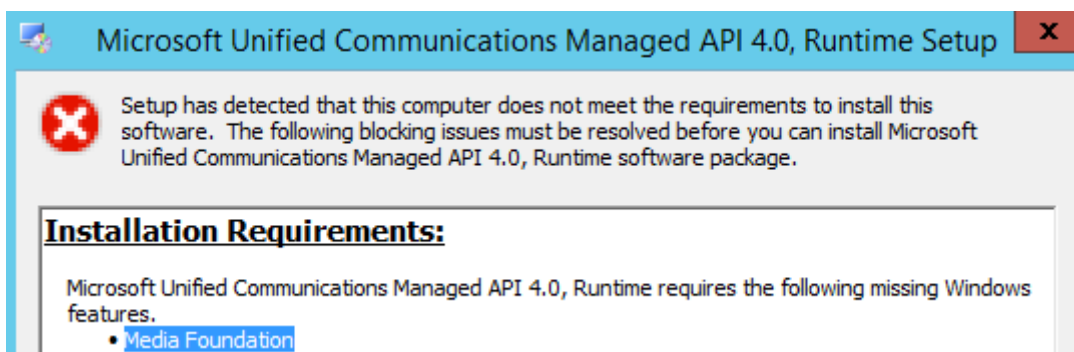 Microsoft Unified Communications Managed API 4.0, Runtime Setup x
Setup has detected that this computer does not meet the requirements to install this
software. The following blocking issues must be resolved before you can install Microsoft
Unified Communications Managed API 4.0, Runtime software package.
Installation Requirements:
Microsoft Unified Communications Managed API 4.0, Runtime requires the following missing Windows
features.
• Media Foundation